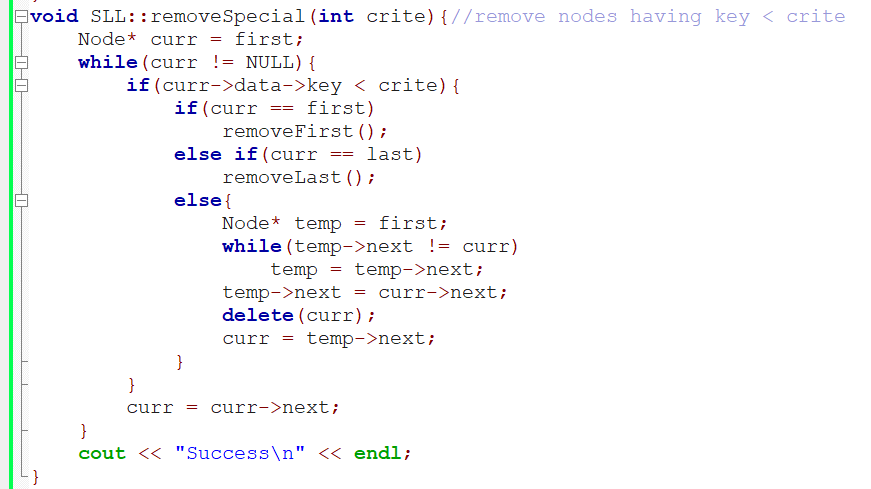 void SLL::removeSpecial(int crite){//remove nodes having key < crite
    Node* curr = first;
    while(curr != NULL){
        if(curr->data->key < crite){
            if(curr == first)
                removeFirst();
            else if(curr == last)
                removeLast();
            else{
                Node* temp = first;
                while(temp->next != curr)
                    temp = temp->next;
                temp->next = curr->next;
                delete(curr);
                curr = temp->next;
            }
        }
        curr = curr->next;
    }
    cout << "Success\n" << endl;
}